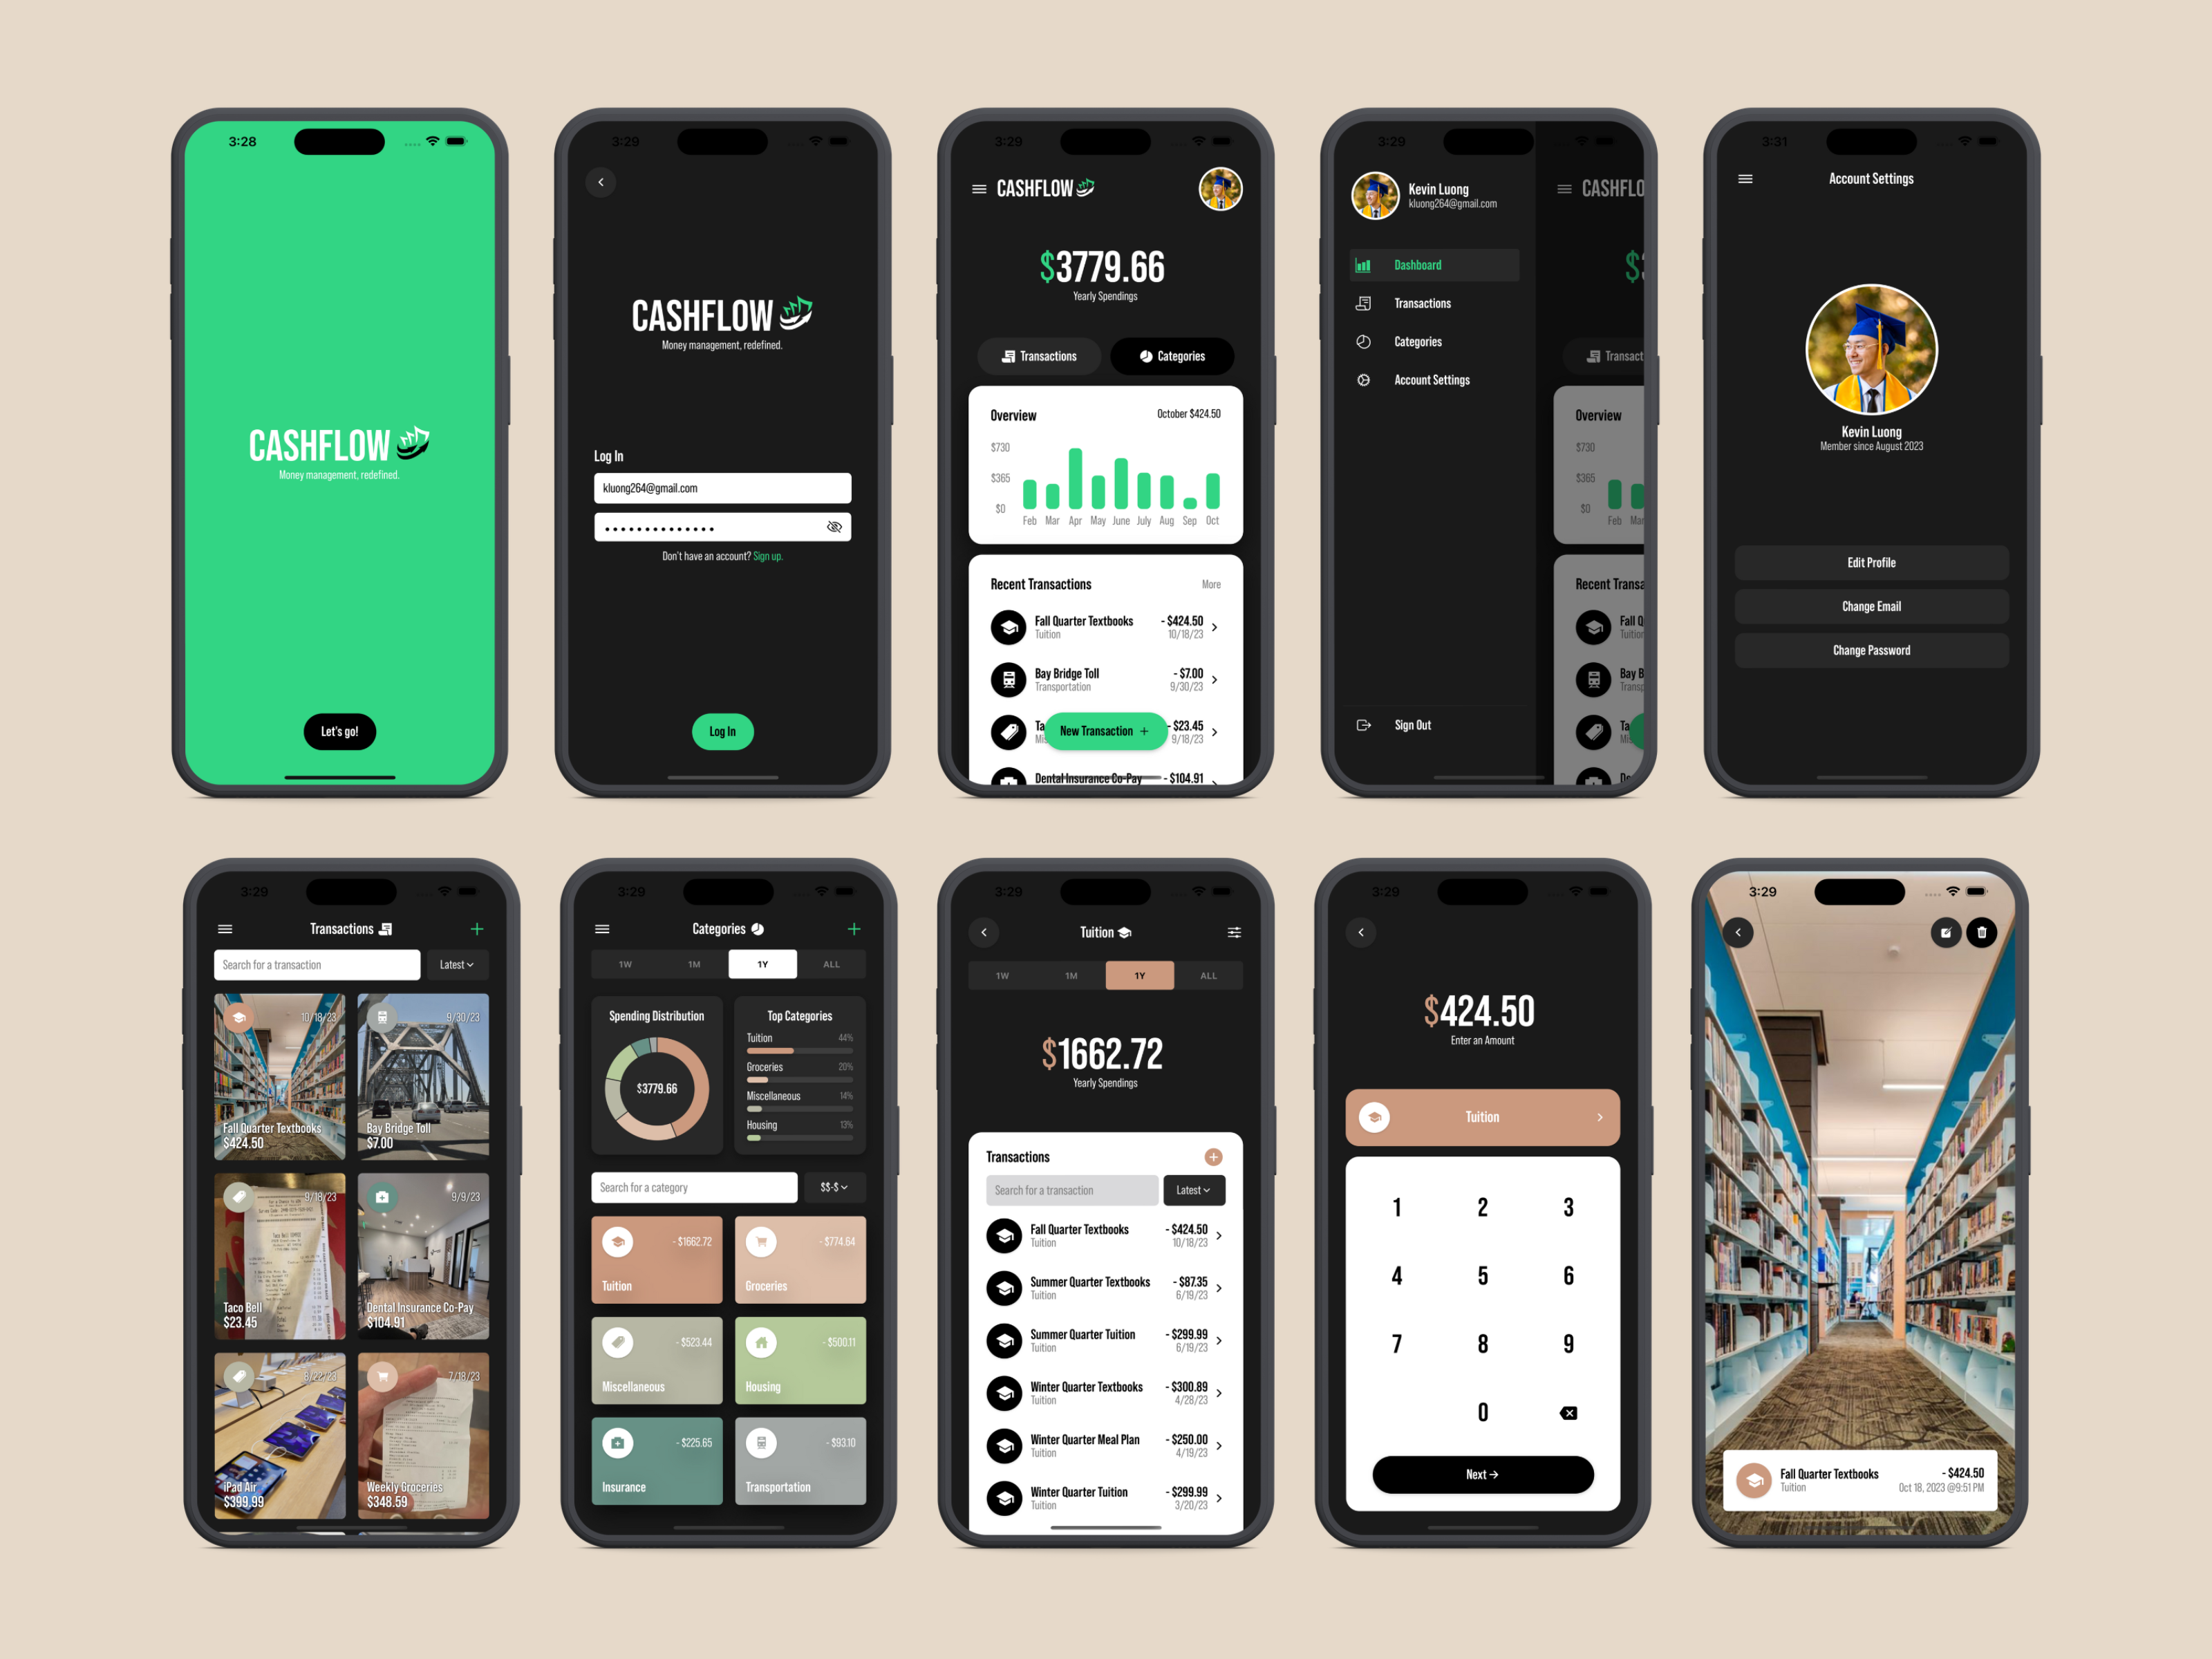 3:28
CASHFLOW
Money management, redefined.
Let's go!
3:29
CASHFLOW
Money management, redefined.
Log In
kluong264@gmail.com
Don't have an account? Sign up.
Log In
3:29
CASHFLOW
$3779.66
Yearly Spendings
Transactions Categories
Overview October $424.50
$730
$365
$0
Feb Mar Apr May June July Aug Sep Oct
Recent Transactions More
Fall Quarter Textbooks - $424.50
Tuition 10/18/23
Bay Bridge Toll - $7.00
Transportation 9/30/23
Ta - $23.45
Mis 9/18/23
New Transaction +
Dental Insurance Co-Pay - $104.91
3:29
Kevin Luong
kluong264@gmail.com
Dashboard
Transactions
Categories
Account Settings
Sign Out
CASHFLO
$
Transact
Overview
$730
$365
$0
Feb Mar
Recent Transa
Fall Q
Tuition
Bay B
Transp
Ta
Mis
De
3:31
Account Settings
Kevin Luong
Member since August 2023
Edit Profile
Change Email
Change Password
3:29
Transactions
Search for a transaction Latest
10/18/23
Fall Quarter Textbooks
$424.50
9/30/23
Bay Bridge Toll
$7.00
9/18/23
Taco Bell
$23.45
9/9/23
Dental Insurance Co-Pay
$104.91
8/22/23
iPad Air
$399.99
7/18/23
Weekly Groceries
$348.59
3:29
Categories
1W 1M 1Y ALL
Spending Distribution
$3779.66
Top Categories
Tuition 44%
Groceries 20%
Miscellaneous 14%
Housing 13%
Search for a category $$-$
- $1662.72
Tuition
- $774.64
Groceries
- $523.44
Miscellaneous
- $500.11
Housing
- $225.65
Insurance
- $93.10
Transportation
3:29
Tuition
1W 1M 1Y ALL
$1662.72
Yearly Spendings
Transactions
Search for a transaction Latest
Fall Quarter Textbooks - $424.50
Tuition 10/18/23
Summer Quarter Textbooks - $87.35
Tuition 6/19/23
Summer Quarter Tuition - $299.99
Tuition 6/19/23
Winter Quarter Textbooks - $300.89
Tuition 4/28/23
Winter Quarter Meal Plan - $250.00
Tuition 4/19/23
Winter Quarter Tuition - $299.99
Tuition 3/20/23
3:29
$424.50
Enter an Amount
Tuition
1 2 3
4 5 6
7 8 9
0
Next →
3:29
Fall Quarter Textbooks - $424.50
Tuition Oct 18, 2023 @9:51 PM